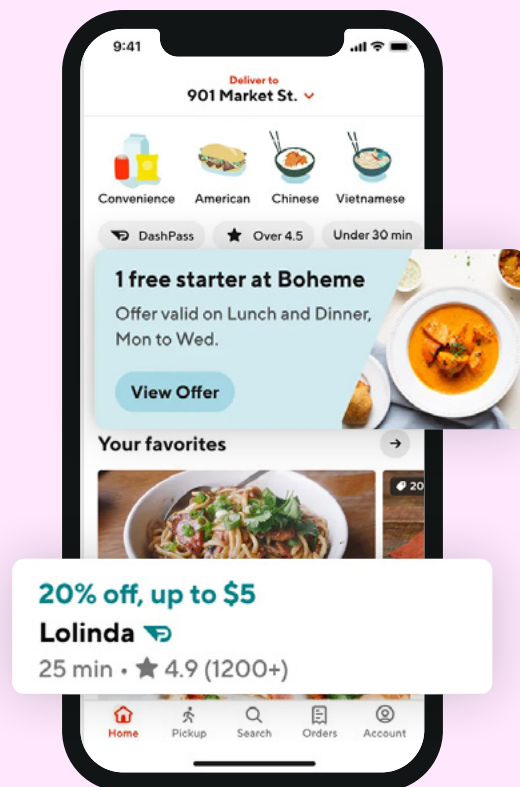 9:41
Deliver to
901 Market St.
Convenience American Chinese Vietnamese
DashPass Over 4.5 Under 30 min
1 free starter at Boheme
Offer valid on Lunch and Dinner,
Mon to Wed.
View Offer
Your favorites
20
20% off, up to $5
Lolinda
25 min • ★ 4.9 (1200+)
Home Pickup Search Orders Account